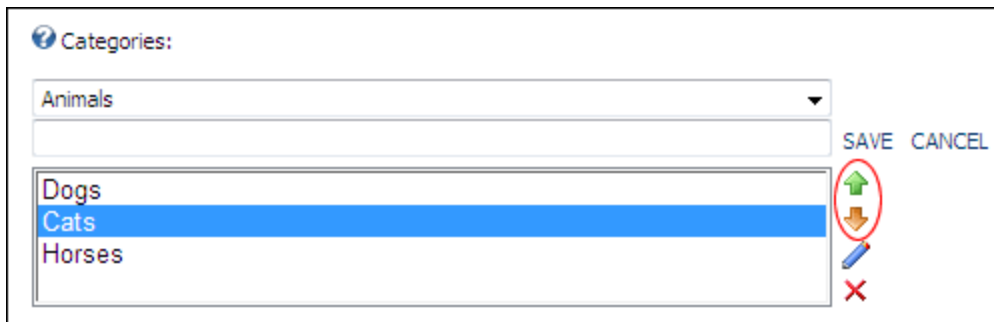 Categories:
Animals
SAVE CANCEL
Dogs
Cats
Horses